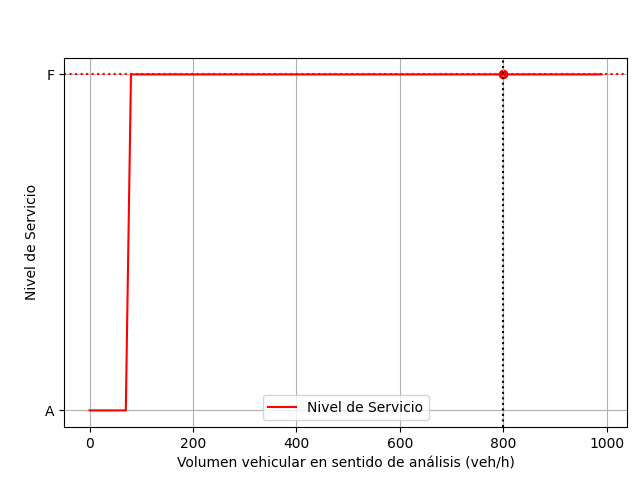 F
Nivel de Servicio
A
Nivel de Servicio
0 200 400 600 800 1000
Volumen vehicular en sentido de análisis (veh/h)